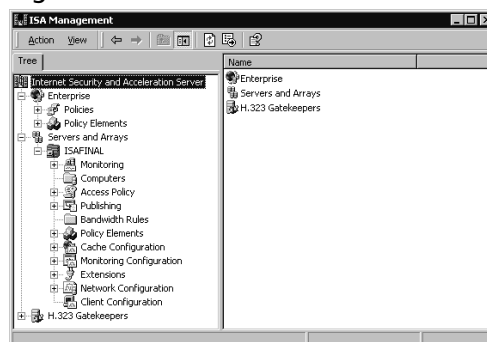 ISA Management
Action View
Tree
Name
Internet Security and Acceleration Server
Enterprise
Policies
Policy Elements
Servers and Arrays
ISAFINAL
Monitoring
Computers
Access Policy
Publishing
Bandwidth Rules
Policy Elements
Cache Configuration
Monitoring Configuration
Extensions
Network Configuration
Client Configuration
H.323 Gatekeepers
Enterprise
Servers and Arrays
H.323 Gatekeepers